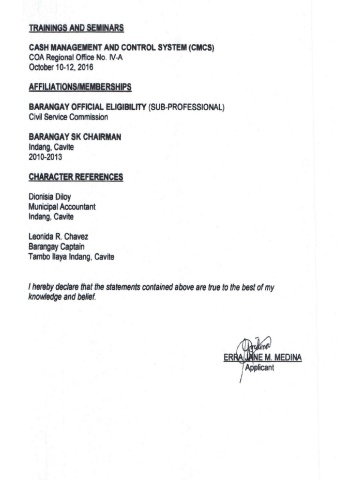 TRAININGS AND SEMINARS
CASH MANAGEMENT AND CONTROL SYSTEM (CMCS)
COA Regional Office No. IV-A
October 10-12, 2016
AFFILIATIONS/MEMBERSHIPS
BARANGAY OFFICIAL ELIGIBILITY (SUB-PROFESSIONAL)
Civil Service Commission
BARANGAY SK CHAIRMAN
Indang, Cavite
2010-2013
CHARACTER REFERENCES
Dionisia Diloy
Municipal Accountant
Indang, Cavite
Leonida R. Chavez
Barangay Captain
Tambo Ilaya Indang, Cavite
I hereby declare that the statements contained above are true to the best of my
knowledge and belief.
M. MEDINA
Applicant